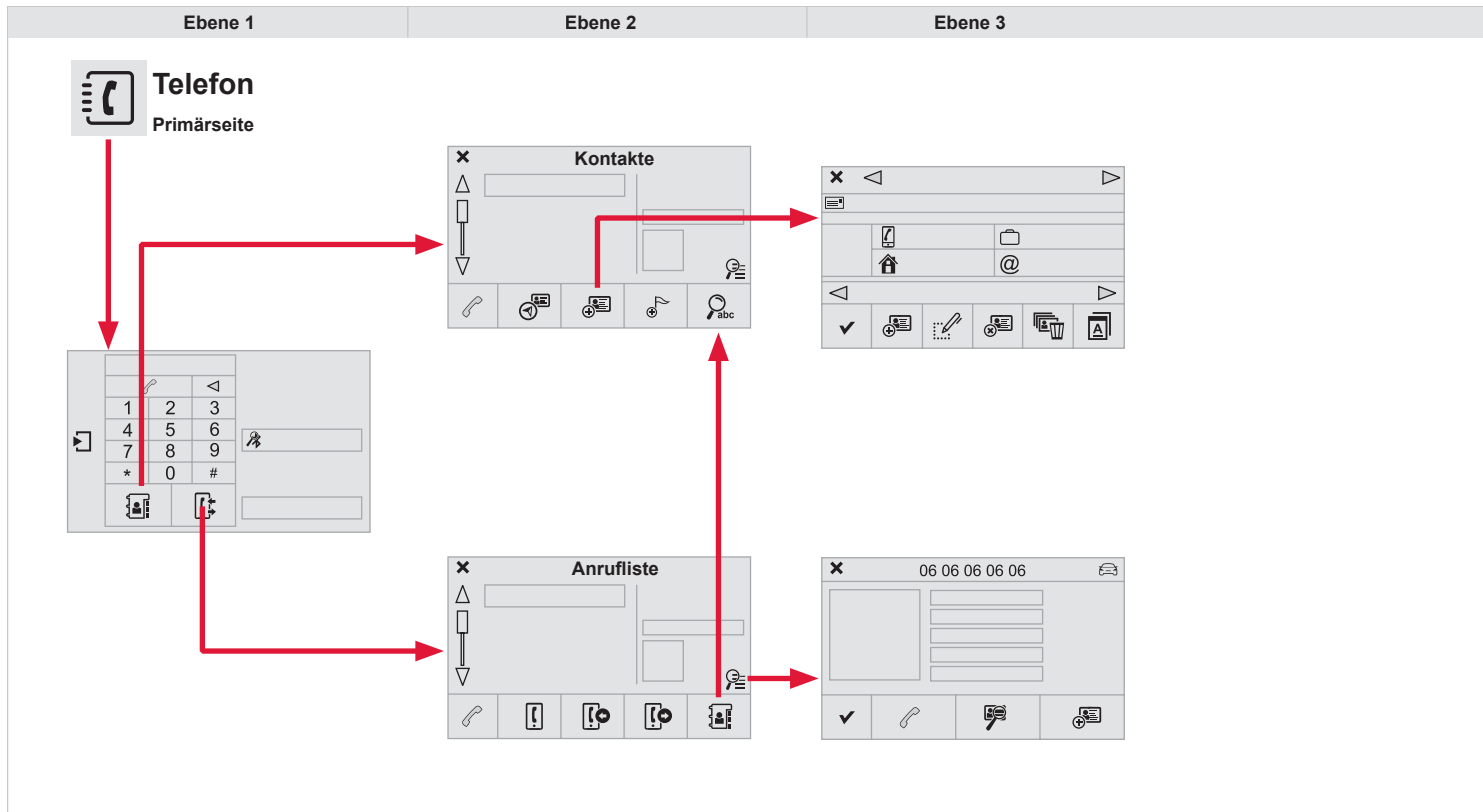 Ebene 1 Ebene 2 Ebene 3
Telefon
Primärseite
Kontakte
abc
@
1 2 3
4 5 6
7 8 9
* 0 #
A
Anrufliste
06 06 06 06 06